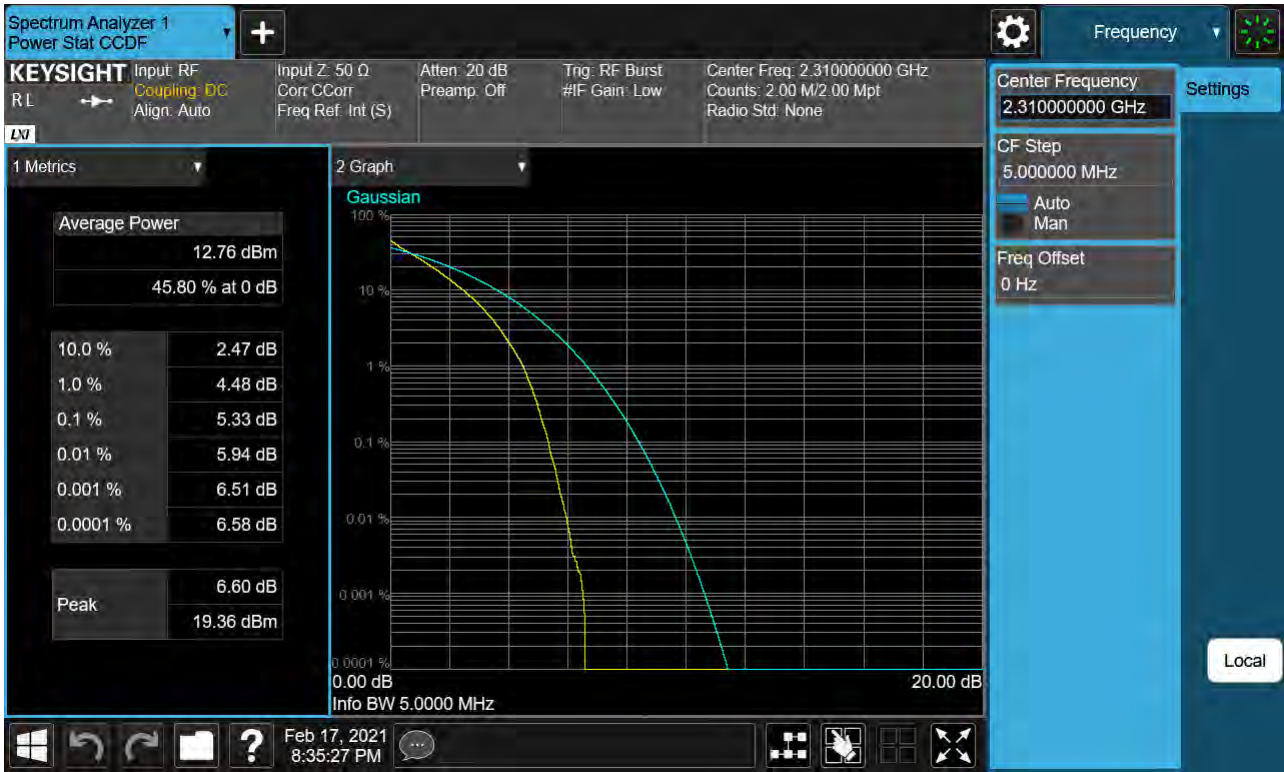 Spectrum Analyzer 1
Power Stat CCDF
+
Frequency
KEYSIGHT
RL
LXI
Input: RF
Coupling: DC
Align: Auto
Input Z: 50 Ω
Corr CCorr
Freq Ref: Int (S)
Atten: 20 dB
Preamp: Off
Trig: RF Burst
#IF Gain: Low
Center Freq: 2.310000000 GHz
Counts: 2.00 M/2.00 Mpt
Radio Std: None
Center Frequency
2.310000000 GHz
Settings
CF Step
5.000000 MHz
Auto
Man
Freq Offset
0 Hz
1 Metrics
Average Power
12.76 dBm
45.80 % at 0 dB
10.0 % 2.47 dB
1.0 % 4.48 dB
0.1 % 5.33 dB
0.01 % 5.94 dB
0.001 % 6.51 dB
0.0001 % 6.58 dB
Peak 6.60 dB
19.36 dBm
2 Graph
Gaussian
100 %
10 %
1 %
0.1 %
0.01 %
0.001 %
0.0001 %
0.00 dB 20.00 dB
Info BW 5.0000 MHz
Local
?
Feb 17, 2021
8:35:27 PM